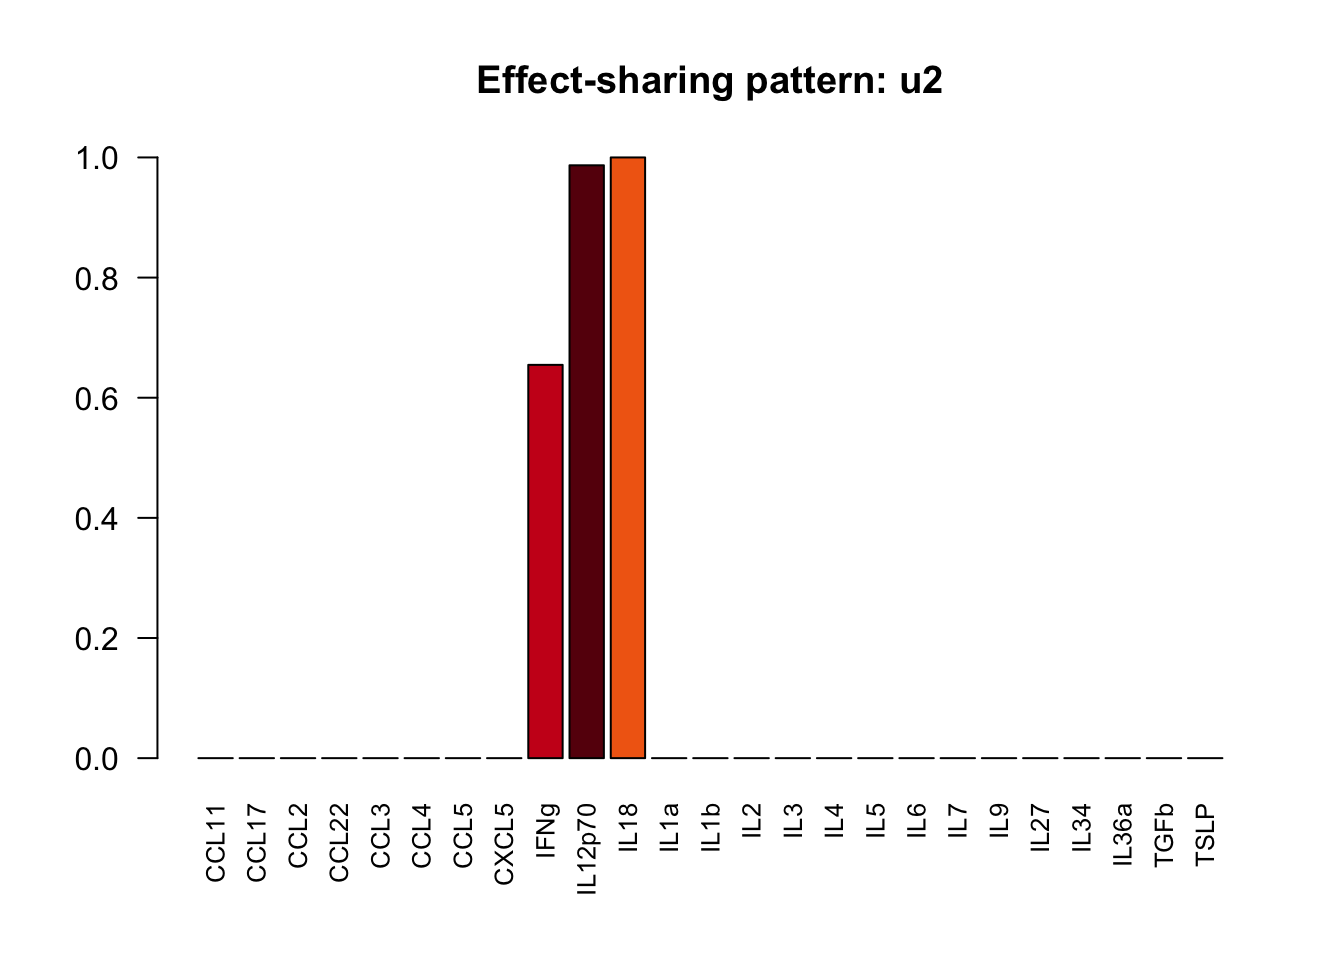 Effect-sharing pattern: u2
1.0
0.8
0.6
0.4
0.2
0.0
CCL11
CCL17
CCL2
CCL22
CCL3
CCL4
CCL5
CXCL5
IFNg
IL12p70
IL18
IL1a
IL1b
IL2
IL3
IL4
IL5
IL6
IL7
IL9
IL27
IL34
IL36a
TGFb
TSLP